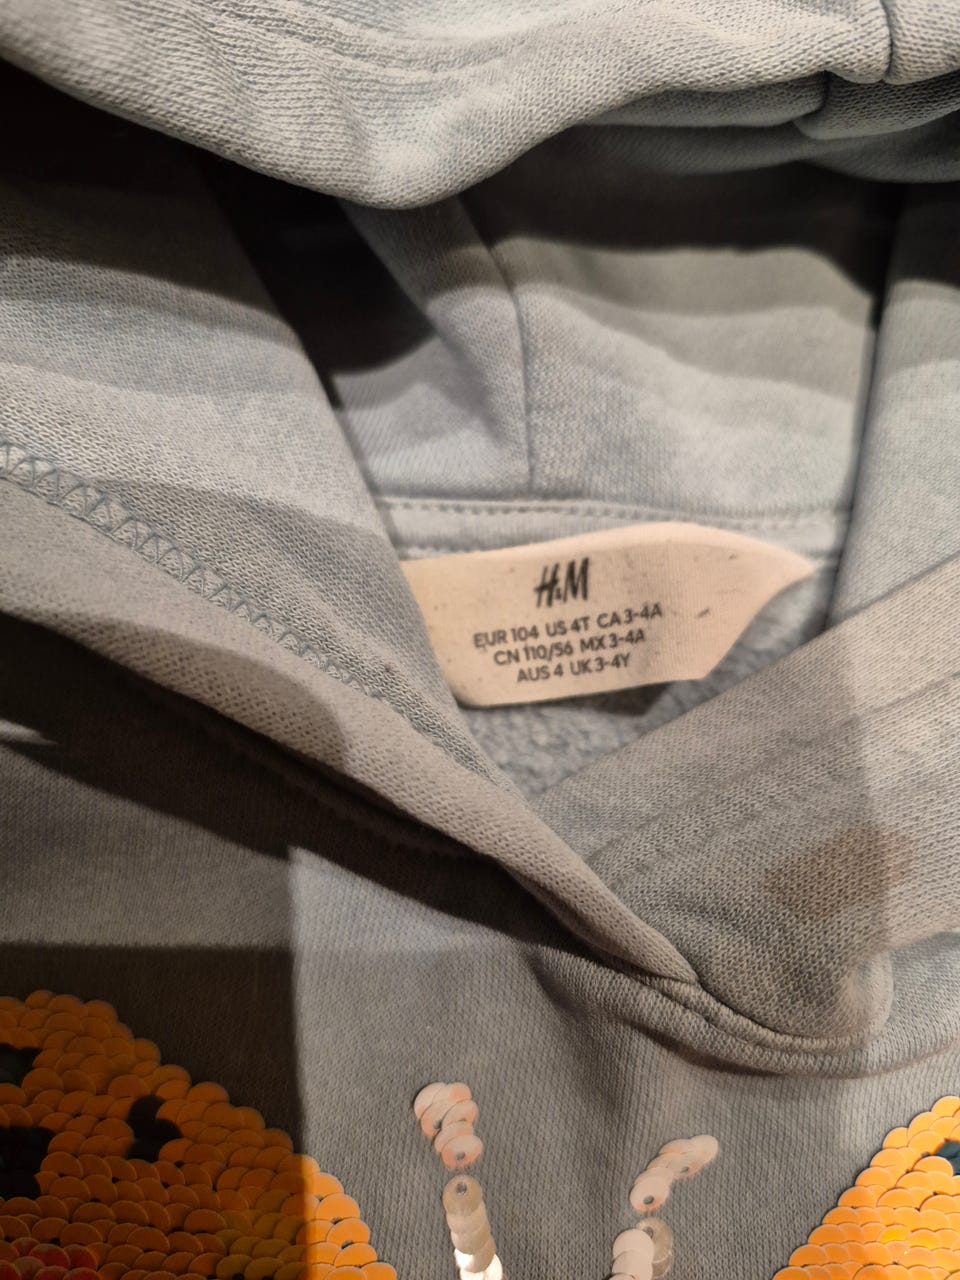 H&M
EUR 104 US 4T CA 3-4A
CN 110/56 MX 3-4A
AUS 4 UK 3-4Y